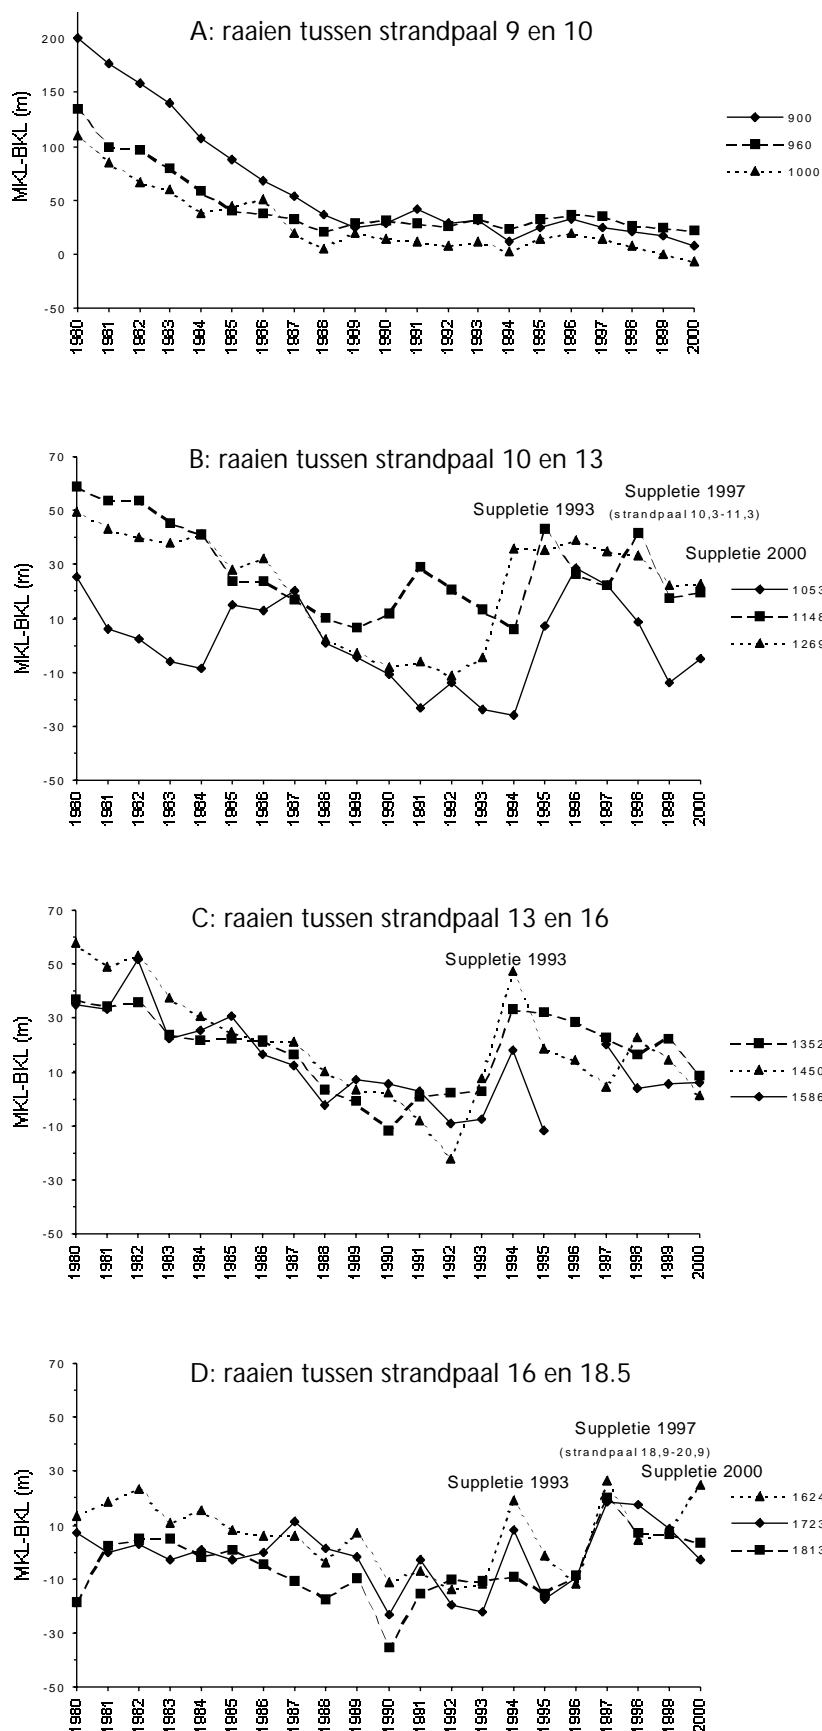 A: raaien tussen strandpaal 9 en 10
MKL-BKL (m)
200
150
100
50
0
-50
1980 1981 1982 1983 1984 1985 1986 1987 1988 1989 1990 1991 1992 1993 1994 1995 1996 1997 1998 1999 2000
900
960
1000
B: raaien tussen strandpaal 10 en 13
Suppletie 1993
Suppletie 1997
(strandpaal 10,3-11,3)
Suppletie 2000
MKL-BKL (m)
70
50
30
10
-10
-30
-50
1980 1981 1982 1983 1984 1985 1986 1987 1988 1989 1990 1991 1992 1993 1994 1995 1996 1997 1998 1999 2000
1053
1148
1269
C: raaien tussen strandpaal 13 en 16
Suppletie 1993
MKL-BKL (m)
70
50
30
10
-10
-30
-50
1980 1981 1982 1983 1984 1985 1986 1987 1988 1989 1990 1991 1992 1993 1994 1995 1996 1997 1998 1999 2000
1352
1450
1586
D: raaien tussen strandpaal 16 en 18.5
Suppletie 1993
Suppletie 1997
(strandpaal 18,9-20,9)
Suppletie 2000
MKL-BKL (m)
70
50
30
10
-10
-30
-50
1980 1981 1982 1983 1984 1985 1986 1987 1988 1989 1990 1991 1992 1993 1994 1995 1996 1997 1998 1999 2000
1624
1723
1813